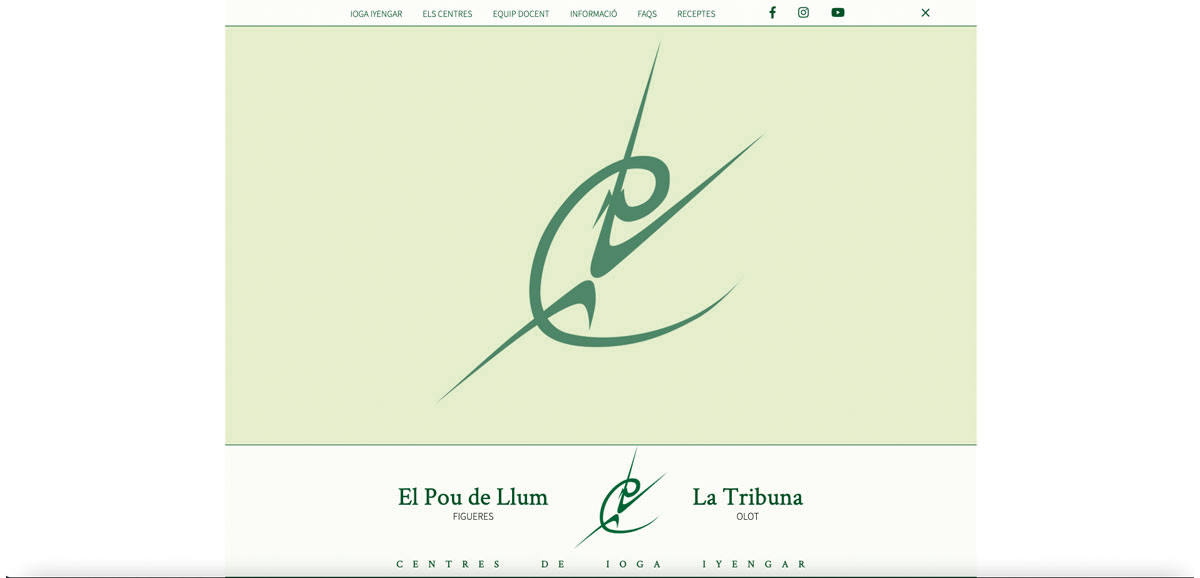 IOGA IYENGAR ELS CENTRES EQUIP DOCENT INFORMACIÓ FAQS RECEPTES
El Pou de Llum La Tribuna
FIGUERES OLOT
CENTRES DE IOGA IYENGAR